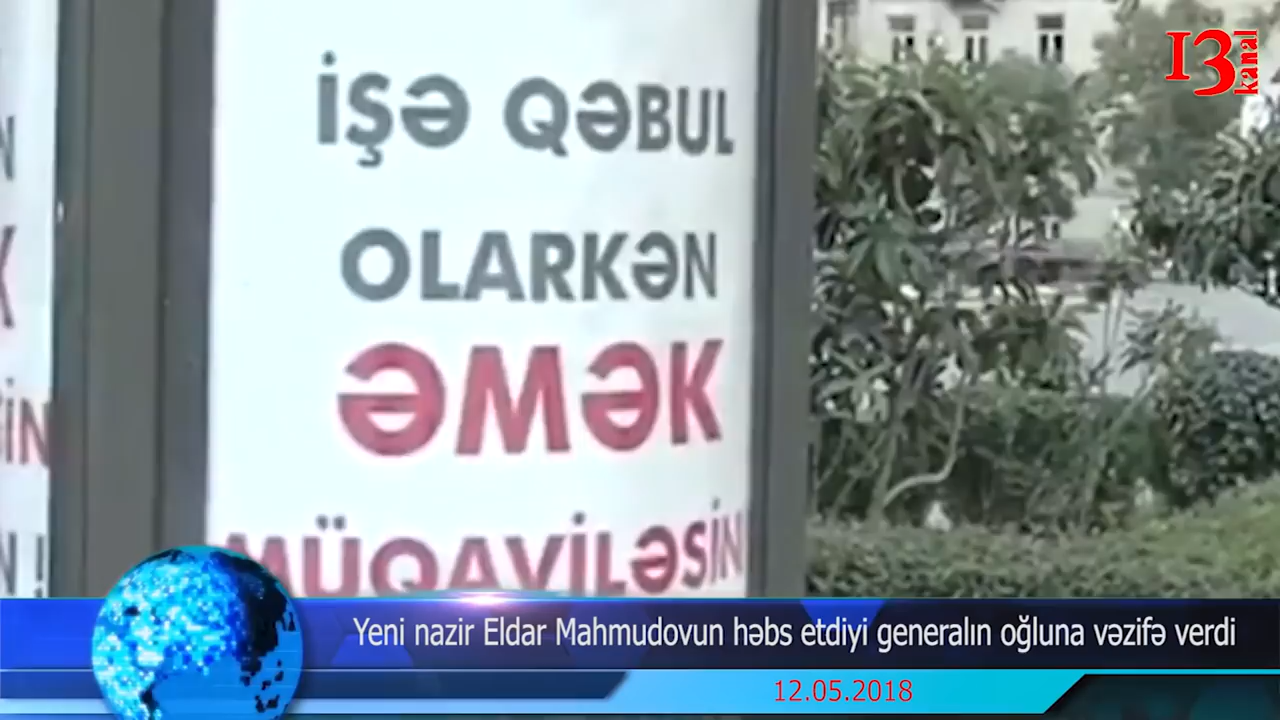 13 kanal
İŞƏ QƏBUL
OLARKƏN
ƏMƏK
MÜQAVİLƏSİN
Yeni nazir Eldar Mahmudovun həbs etdiyi generalın oğluna vəzifə verdi
12.05.2018